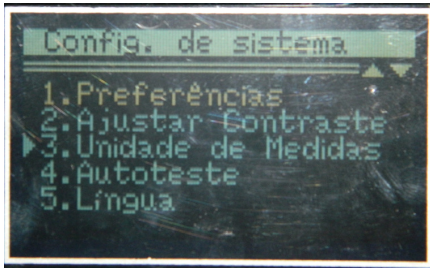 Config. de sistema
1.Preferências
2.Ajustar Contraste
3.Unidade de Medidas
4.Autoteste
5.Língua